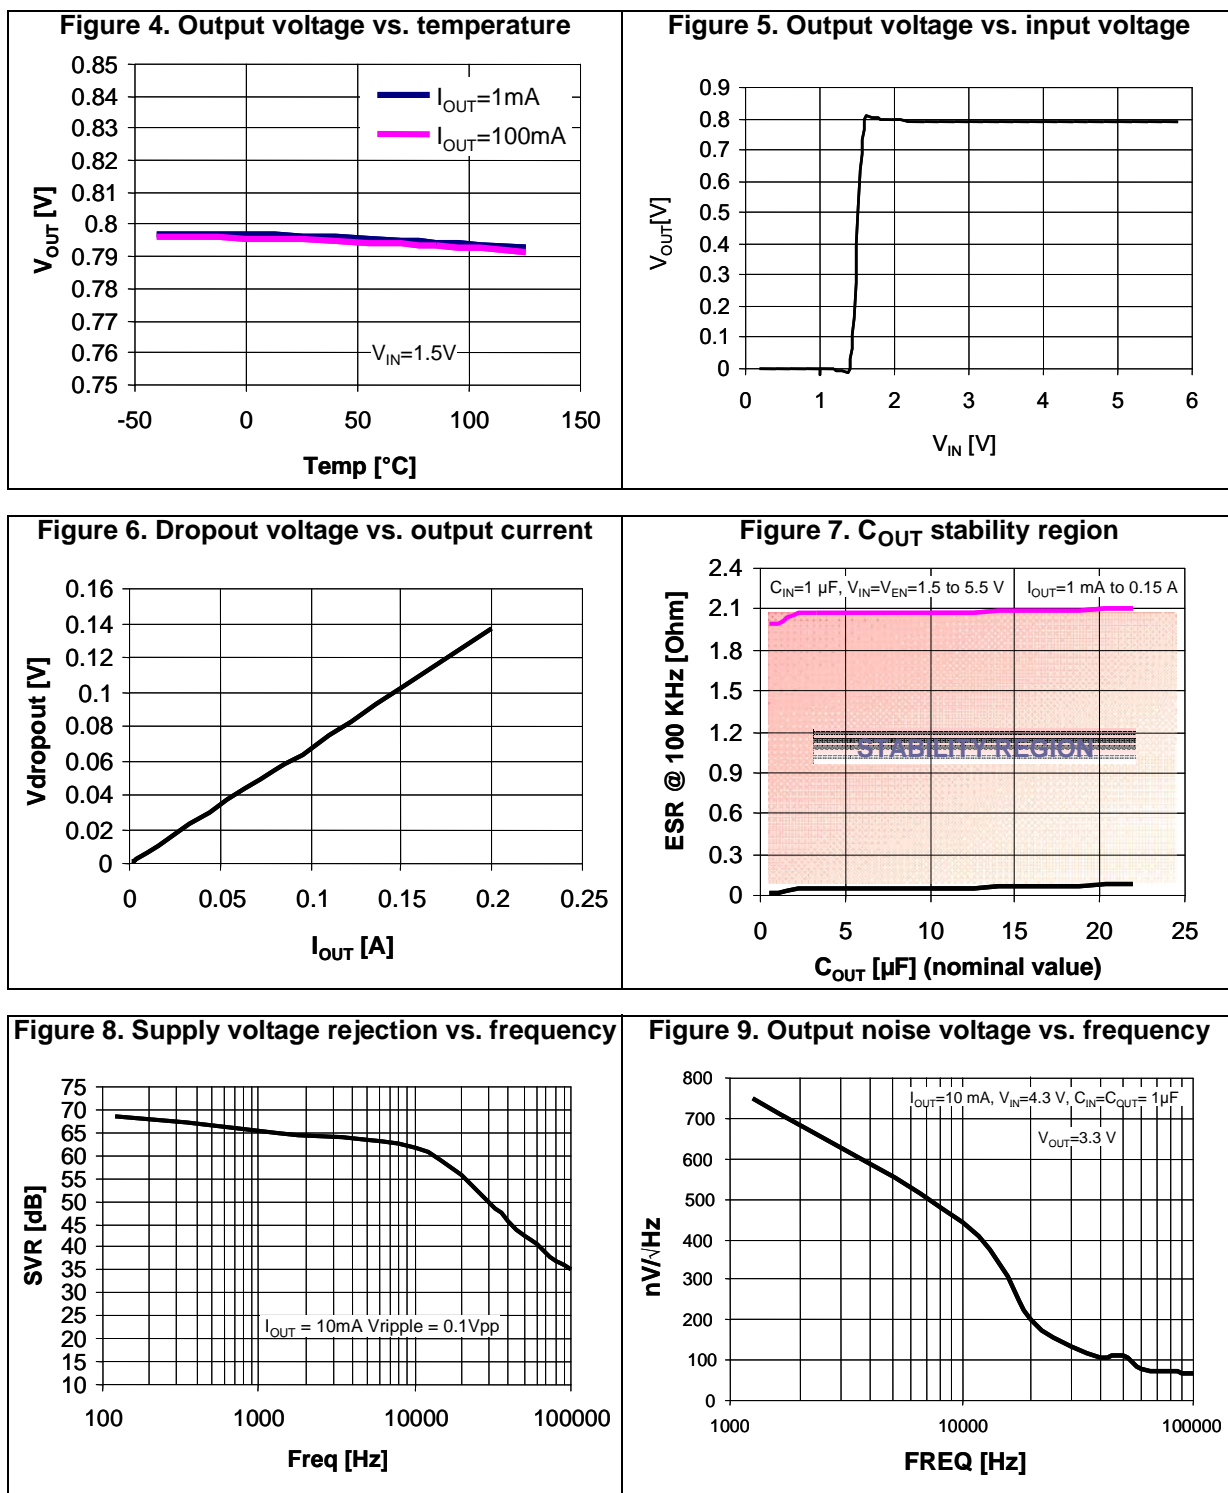 Figure 4. Output voltage vs. temperature
0.85
0.84
0.83
0.82
0.81
0.8
0.79
0.78
0.77
0.76
0.75
VOUT [V]
IOUT=1mA
IOUT=100mA
VIN=1.5V
-50 0 50 100 150
Temp [°C]
Figure 5. Output voltage vs. input voltage
0.9
0.8
0.7
0.6
0.5
0.4
0.3
0.2
0.1
0
VOUT[V]
0 1 2 3 4 5 6
VIN [V]
Figure 6. Dropout voltage vs. output current
0.16
0.14
0.12
0.1
0.08
0.06
0.04
0.02
0
Vdropout [V]
0 0.05 0.1 0.15 0.2 0.25
IOUT [A]
Figure 7. COUT stability region
2.4
2.1
1.8
1.5
1.2
0.9
0.6
0.3
0
ESR @ 100 KHz [Ohm]
CIN=1 µF, VIN=VEN=1.5 to 5.5 V IOUT=1 mA to 0.15 A
STABILITY REGION
0 5 10 15 20 25
COUT [µF] (nominal value)
Figure 8. Supply voltage rejection vs. frequency
75
70
65
60
55
50
45
40
35
30
25
20
15
10
SVR [dB]
IOUT = 10mA Vripple = 0.1Vpp
100 1000 10000 100000
Freq [Hz]
Figure 9. Output noise voltage vs. frequency
800
700
600
500
400
300
200
100
0
nV/√Hz
IOUT=10 mA, VIN=4.3 V, CIN=COUT= 1µF
VOUT=3.3 V
1000 10000 100000
FREQ [Hz]